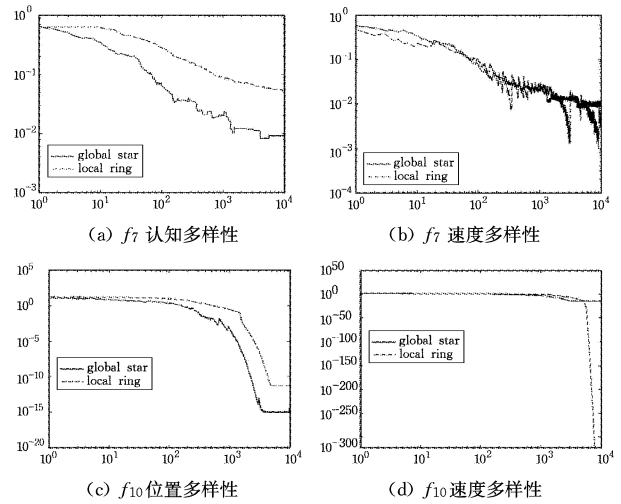 10^0
10^-1
10^-2
10^-3
global star
local ring
10^0 10^1 10^2 10^3 10^4
(a) f7 认知多样性
10^0
10^-1
10^-2
10^-3
10^-4
global star
local ring
10^0 10^1 10^2 10^3 10^4
(b) f7 速度多样性
10^5
10^0
10^-5
10^-10
10^-15
10^-20
global star
local ring
10^0 10^1 10^2 10^3 10^4
(c) f10位置多样性
10^50
10^0
10^-50
10^-100
10^-150
10^-200
10^-250
10^-300
global star
local ring
10^0 10^1 10^2 10^3 10^4
(d) f10速度多样性